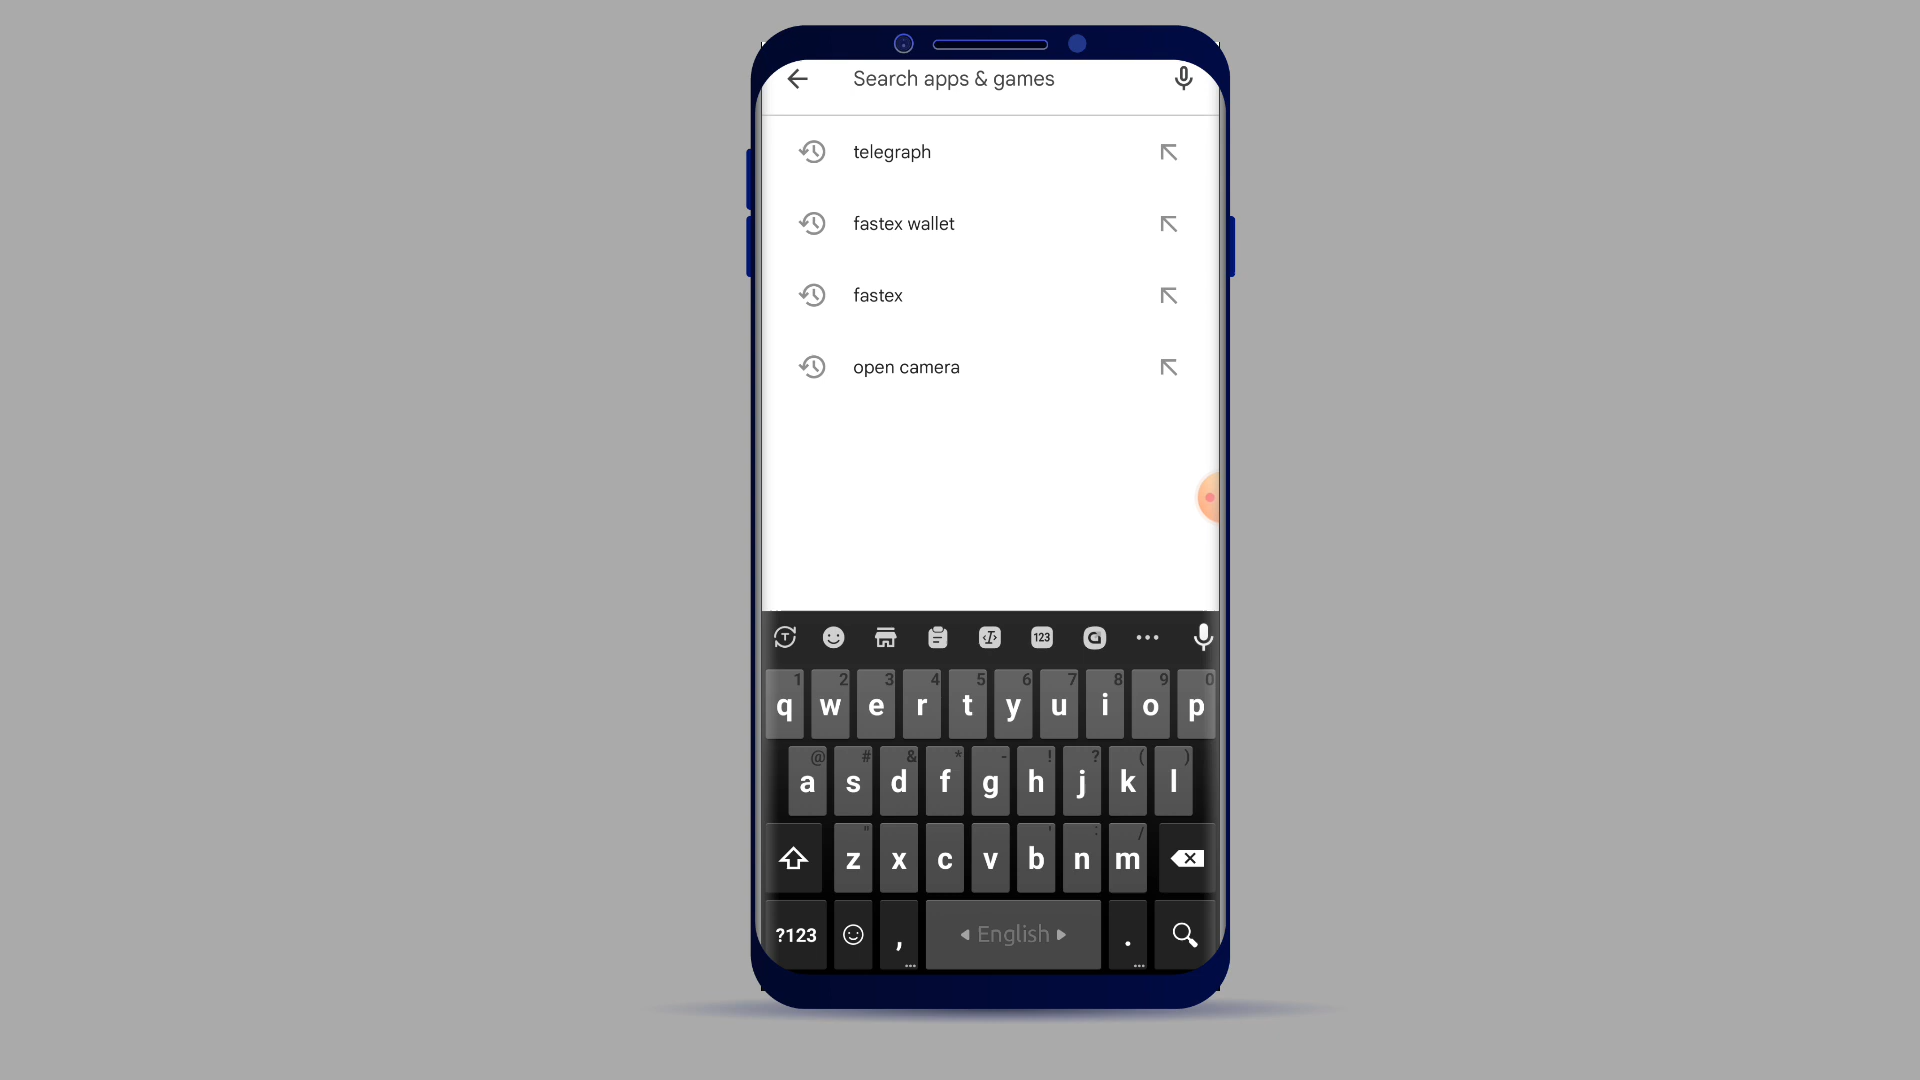 Search apps & games
telegraph
fastex wallet
fastex
open camera
T I 123 G
1 2 3 4 5 6 7 8 9 0
q w e r t y u i o p
@ # & * - ! ? ( )
a s d f g h j k l
" ' : /
z x c v b n m
?123 , English .